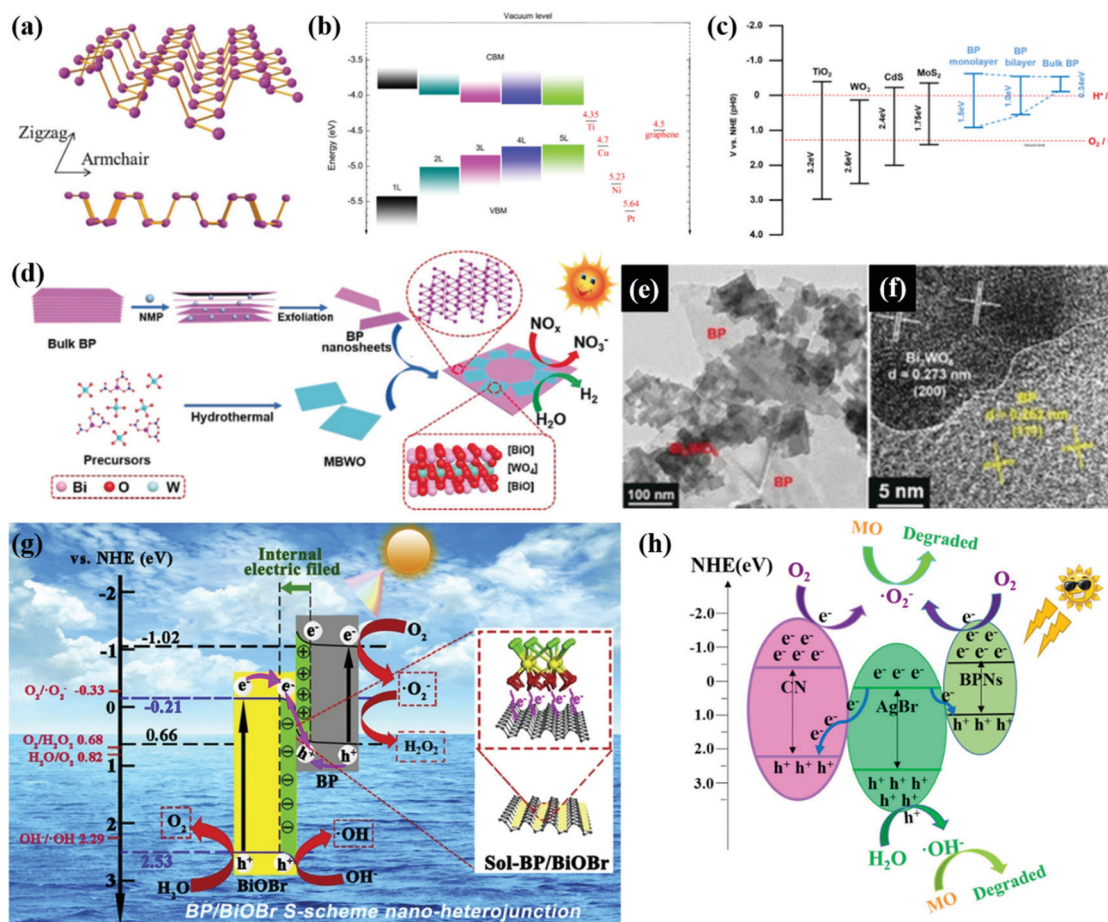 (a)
Zigzag
Armchair
(b)
Vacuum level
CBM
-3.5
-4.0
-4.5
-5.0
-5.5
Energy (eV)
1L
2L
3L
4L
5L
VBM
4.35
Ti
4.7
Cu
5.23
Ni
5.64
Pt
4.5
graphene
(c)
V vs. NHE (pH0)
-2.0
-1.0
0
1.0
2.0
3.0
4.0
TiO₂
WO₃
CdS
MoS₂
BP
monolayer
BP
bilayer
Bulk BP
3.2eV
2.6eV
2.4eV
1.75eV
0.34eV
H⁺ /
O₂ /
Vacuum level
(d)
Bulk BP
NMP
Exfoliation
BP
nanosheets
Precursors
Hydrothermal
MBWO
Bi
O
W
NOₓ
NO₃⁻
H₂
H₂O
[BiO]
[WO₄]
[BiO]
(e)
BP
BP
100 nm
(f)
d = 0.273 nm
(200)
BP
5 nm
(g)
vs. NHE (eV)
Internal
electric filed
-2
-1
0
1
2
3
-1.02
O₂/·O₂⁻ -0.33
-0.21
0.66
O₂/H₂O₂ 0.68
H₂O/O₂ 0.82
OH⁻/·OH 2.29
2.53
e⁻
e⁻
e⁻
e⁻
h⁺
h⁺
h⁺
h⁺
BP
BiOBr
O₂
·O₂⁻
H₂O₂
O₂
H₂O
·OH
OH⁻
e⁻ e⁻ e⁻ e⁻
Sol-BP/BiOBr
BP/BiOBr S-scheme nano-heterojunction
(h)
MO
Degraded
NHE(eV)
O₂
·O₂⁻
O₂
e⁻
e⁻
-2.0
-1.0
0
1.0
2.0
3.0
e⁻ e⁻
e⁻ e⁻ e⁻
CN
h⁺ h⁺ h⁺
e⁻ e⁻ e⁻
AgBr
h⁺ h⁺ h⁺
h⁺ h⁺
h⁺
e⁻ e⁻
e⁻ e⁻ e⁻
BPNs
h⁺ h⁺ h⁺
e⁻
e⁻
e⁻
H₂O
·OH⁻
MO
Degraded